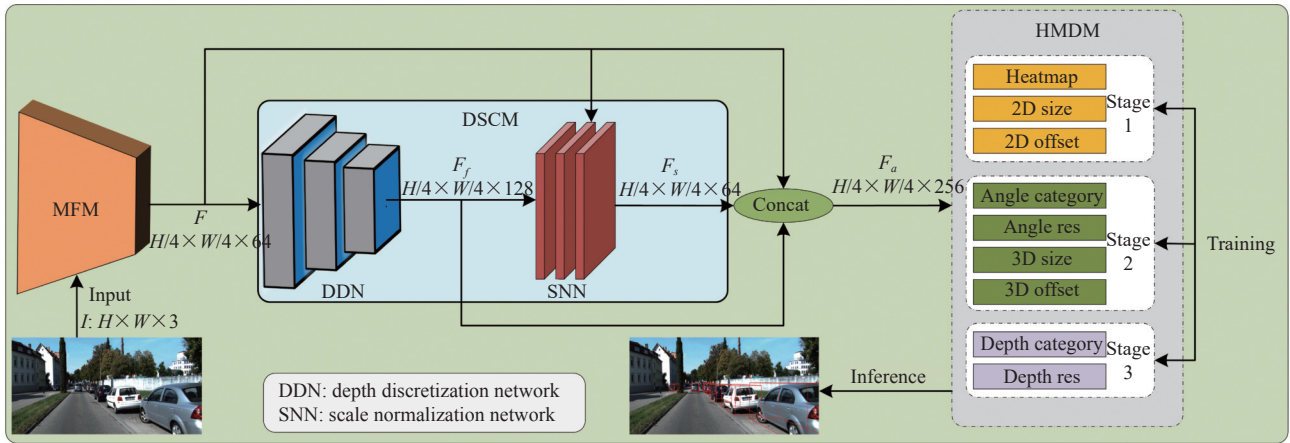 HMDM
Heatmap
2D size
2D offset
Stage
1
DSCM
MFM
F
H/4×W/4×64
DDN
F_f
H/4×W/4×128
SNN
F_s
H/4×W/4×64
Concat
F_a
H/4×W/4×256
Angle category
Angle res
3D size
3D offset
Stage
2
Training
Input
I: H×W×3
Depth category
Depth res
Stage
3
Inference
DDN: depth discretization network
SNN: scale normalization network